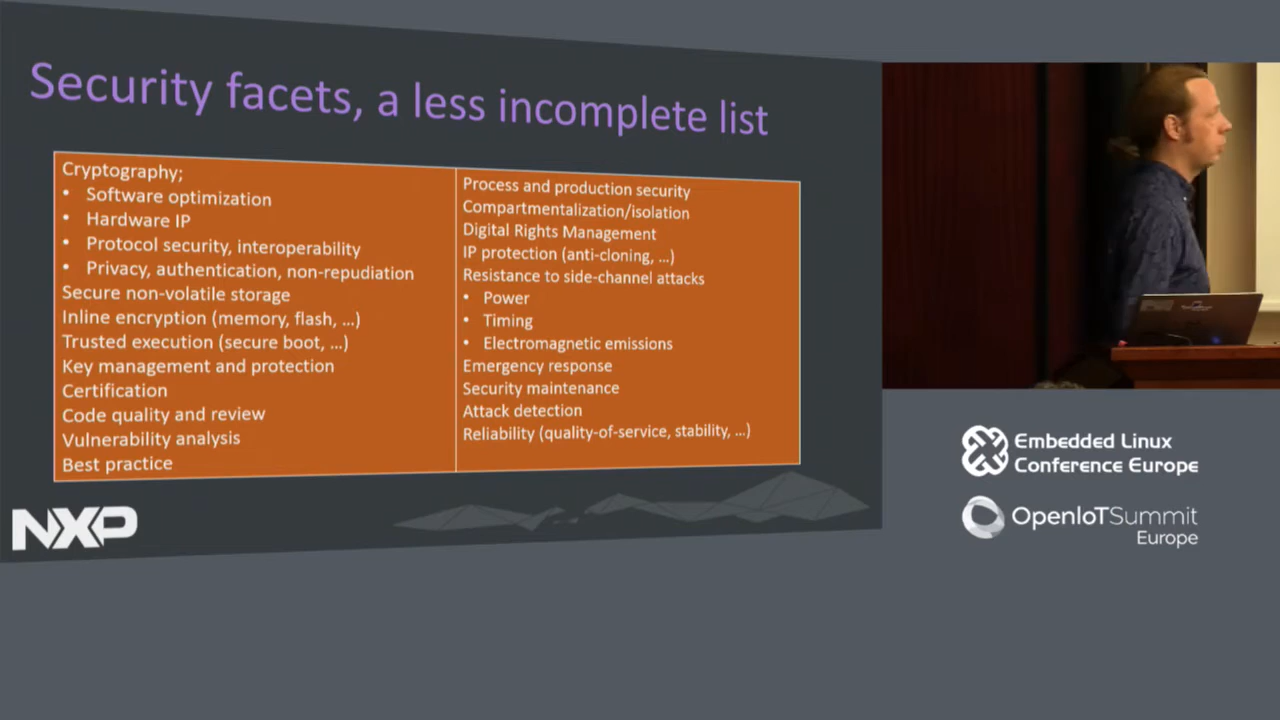 Security facets, a less incomplete list
Cryptography;
• Software optimization
• Hardware IP
• Protocol security, interoperability
• Privacy, authentication, non-repudiation
Secure non-volatile storage
Inline encryption (memory, flash, …)
Trusted execution (secure boot, …)
Key management and protection
Certification
Code quality and review
Vulnerability analysis
Best practice
Process and production security
Compartmentalization/isolation
Digital Rights Management
IP protection (anti-cloning, …)
Resistance to side-channel attacks
• Power
• Timing
• Electromagnetic emissions
Emergency response
Security maintenance
Attack detection
Reliability (quality-of-service, stability, …)
NXP
Embedded Linux
Conference Europe
OpenIoTSummit
Europe